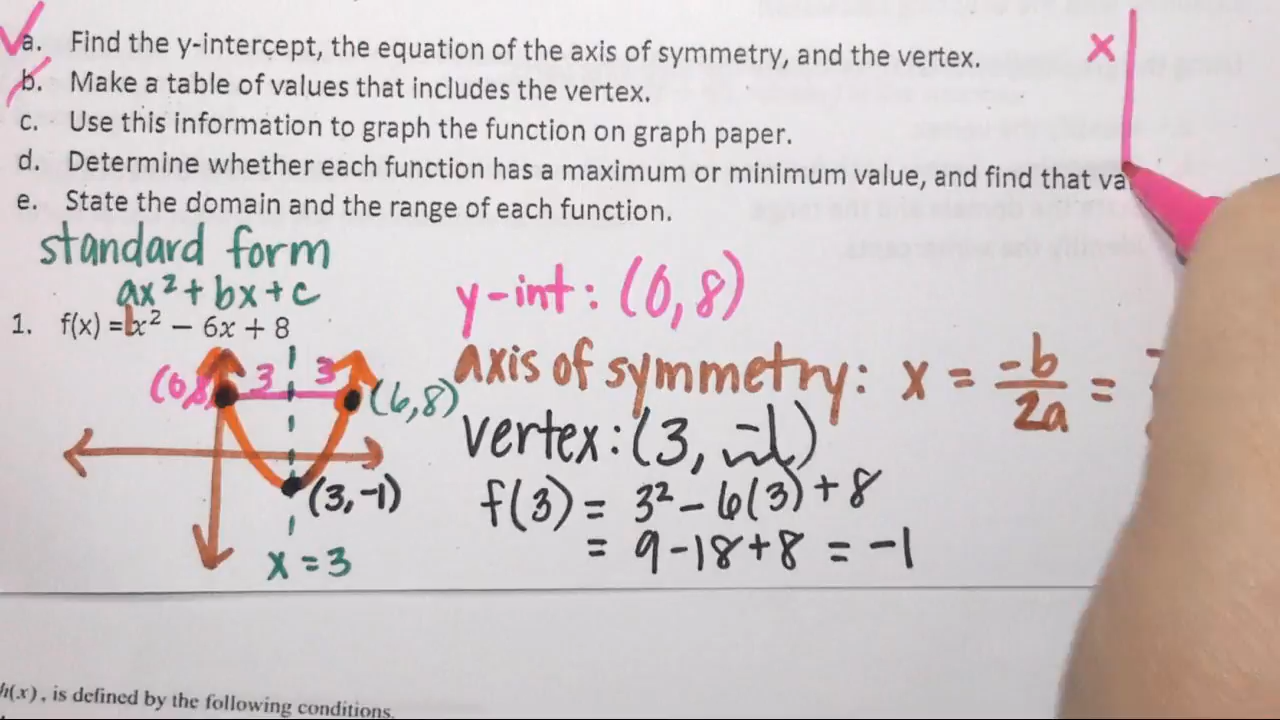 a. Find the y-intercept, the equation of the axis of symmetry, and the vertex.
b. Make a table of values that includes the vertex.
c. Use this information to graph the function on graph paper.
d. Determine whether each function has a maximum or minimum value, and find that va
e. State the domain and the range of each function.
x
standard form
ax² + bx + c
1. f(x) = 1x² − 6x + 8
y-int: (0,8)
axis of symmetry: x = -b/2a =
(0,8) 3 3 (6,8)
vertex: (3, -1)
(3,-1)
f(3) = 3² - 6(3) + 8
= 9 - 18 + 8 = -1
x = 3
h(x), is defined by the following conditions.